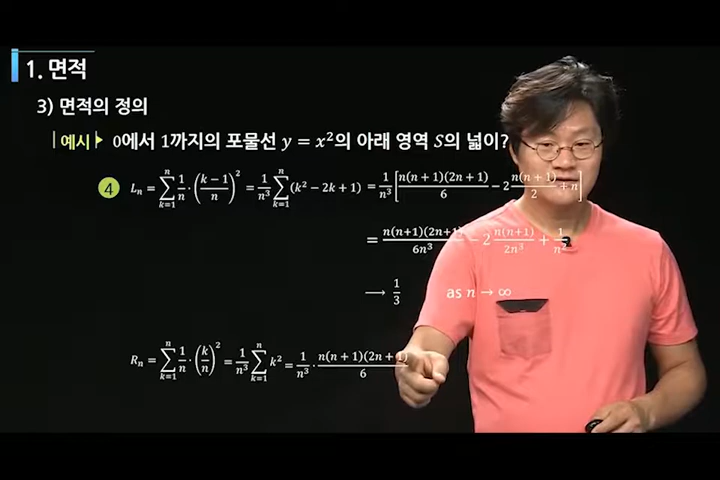 1. 면적
3) 면적의 정의
예시 0에서 1까지의 포물선 y = x²의 아래 영역 S의 넓이?
4 Lₙ = ∑ₖ₌₁ⁿ 1/n · ((k−1)/n)² = 1/n³ ∑ₖ₌₁ⁿ (k² − 2k + 1) = 1/n³ [n(n+1)(2n+1)/6 − 2 n(n+1)/2 + n]
= n(n+1)(2n+1)/6n³ − 2 n(n+1)/2n³ + 1/n²
→ 1/3 as n → ∞
Rₙ = ∑ₖ₌₁ⁿ 1/n · (k/n)² = 1/n³ ∑ₖ₌₁ⁿ k² = 1/n³ · n(n+1)(2n+1)/6